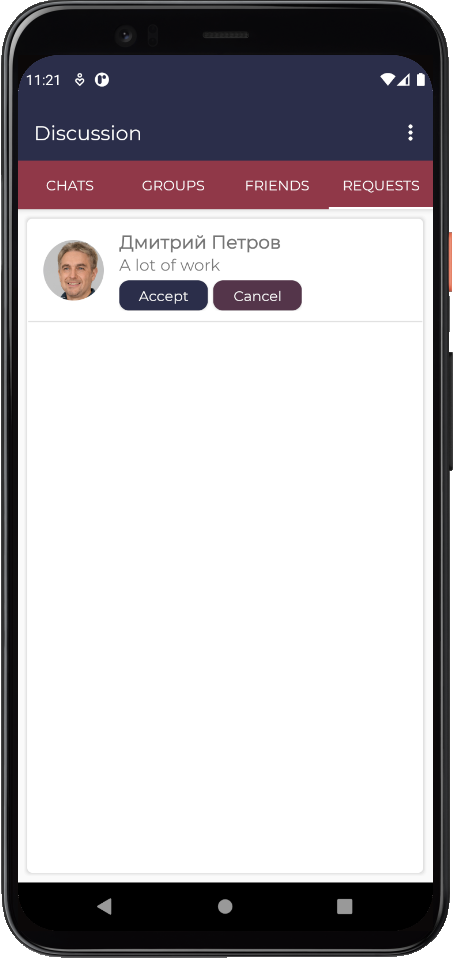 11:21
Discussion
CHATS GROUPS FRIENDS REQUESTS
Дмитрий Петров
A lot of work
Accept Cancel